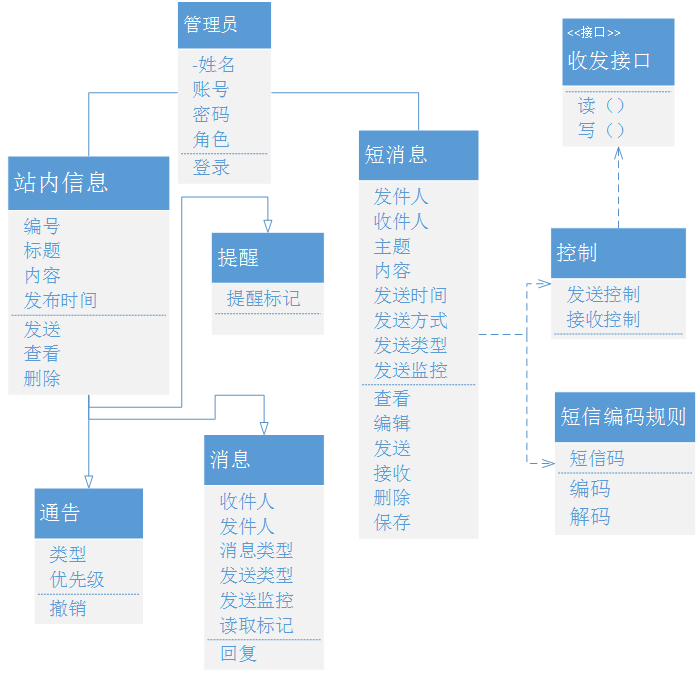 管理员
-姓名
账号
密码
角色
登录
<<接口>>
收发接口
读（）
写（）
站内信息
编号
标题
内容
发布时间
发送
查看
删除
提醒
提醒标记
短消息
发件人
收件人
主题
内容
发送时间
发送方式
发送类型
发送监控
查看
编辑
发送
接收
删除
保存
控制
发送控制
接收控制
短信编码规则
短信码
编码
解码
通告
类型
优先级
撤销
消息
收件人
发件人
消息类型
发送类型
发送监控
读取标记
回复